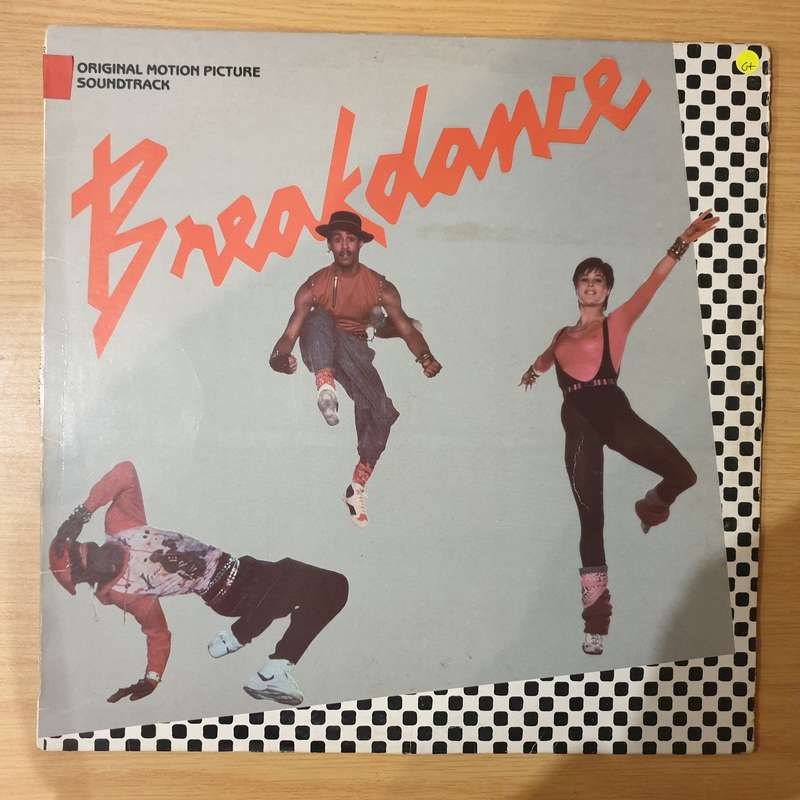 ORIGINAL MOTION PICTURE
SOUNDTRACK
Breakdance
G+